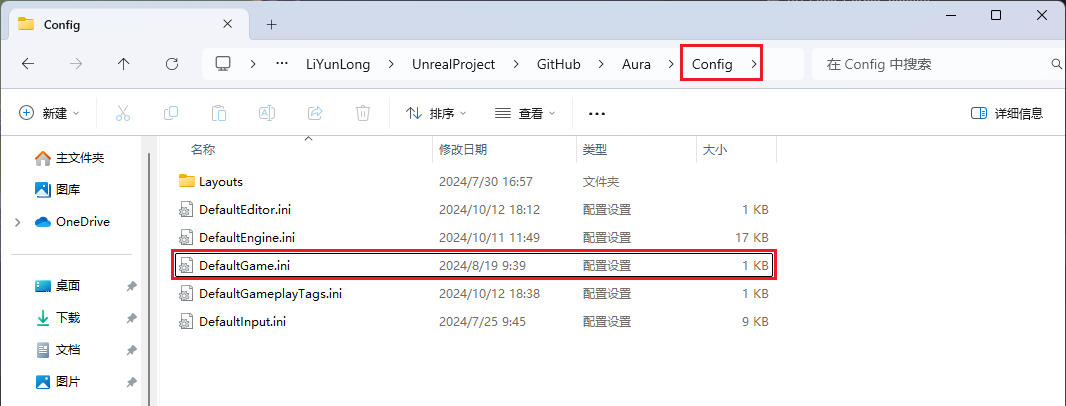 Config
LiYunLong > UnrealProject > GitHub > Aura > Config >
在 Config 中搜索
新建 排序 查看 详细信息
名称 修改日期 类型 大小
主文件夹
图库
OneDrive
桌面
下载
文档
图片
Layouts 2024/7/30 16:57 文件夹
DefaultEditor.ini 2024/10/12 18:12 配置设置 1 KB
DefaultEngine.ini 2024/10/11 11:49 配置设置 17 KB
DefaultGame.ini 2024/8/19 9:39 配置设置 1 KB
DefaultGameplayTags.ini 2024/10/12 18:38 配置设置 1 KB
DefaultInput.ini 2024/7/25 9:45 配置设置 9 KB